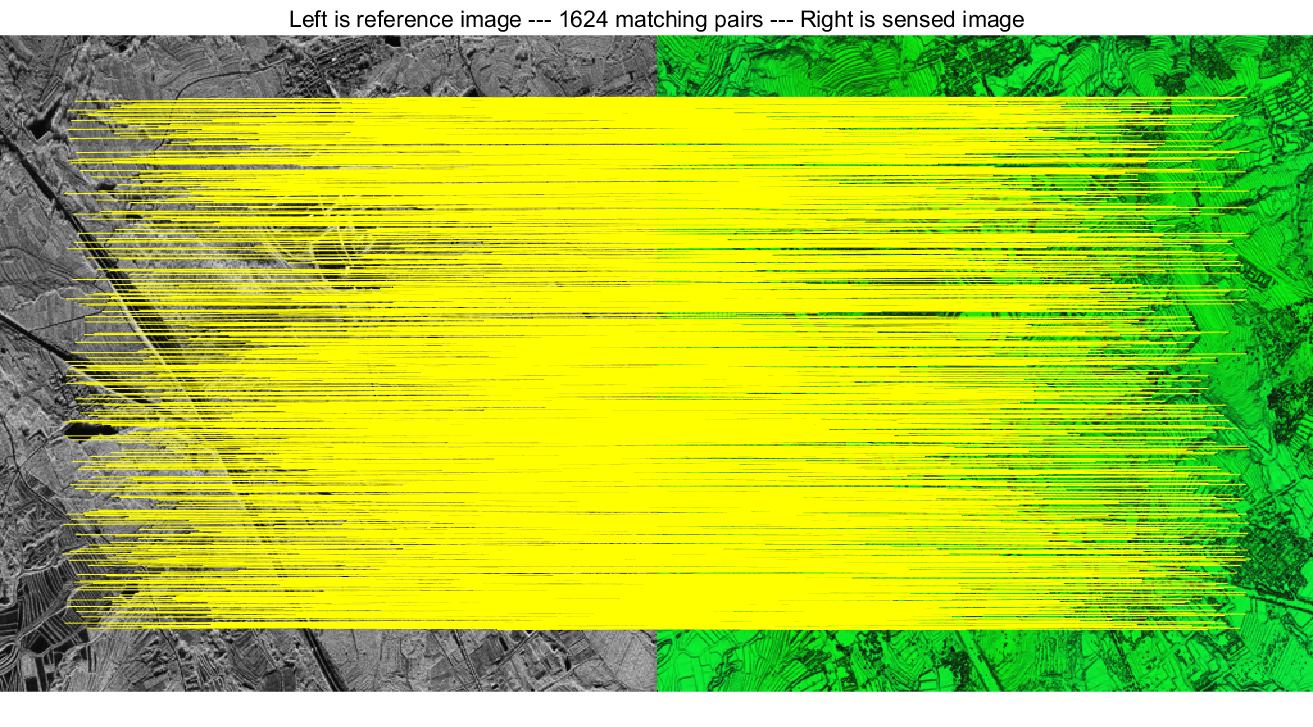 Left is reference image --- 1624 matching pairs --- Right is sensed image